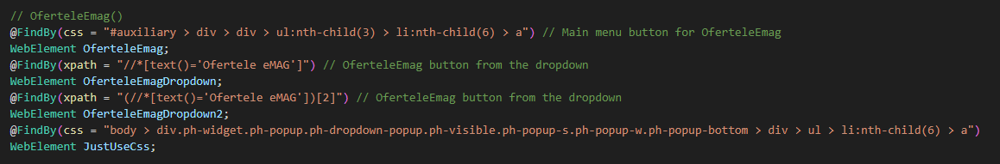 // OferteleEmag()
@FindBy(css = "#auxiliary > div > div > ul:nth-child(3) > li:nth-child(6) > a") // Main menu button for OferteleEmag
WebElement OferteleEmag;
@FindBy(xpath = "//*[text()='Ofertele eMAG']") // OferteleEmag button from the dropdown
WebElement OferteleEmagDropdown;
@FindBy(xpath = "(//*[text()='Ofertele eMAG'])[2]") // OferteleEmag button from the dropdown
WebElement OferteleEmagDropdown2;
@FindBy(css = "body > div.ph-widget.ph-popup.ph-dropdown-popup.ph-visible.ph-popup-s.ph-popup-w.ph-popup-bottom > div > ul > li:nth-child(6) > a")
WebElement JustUseCss;